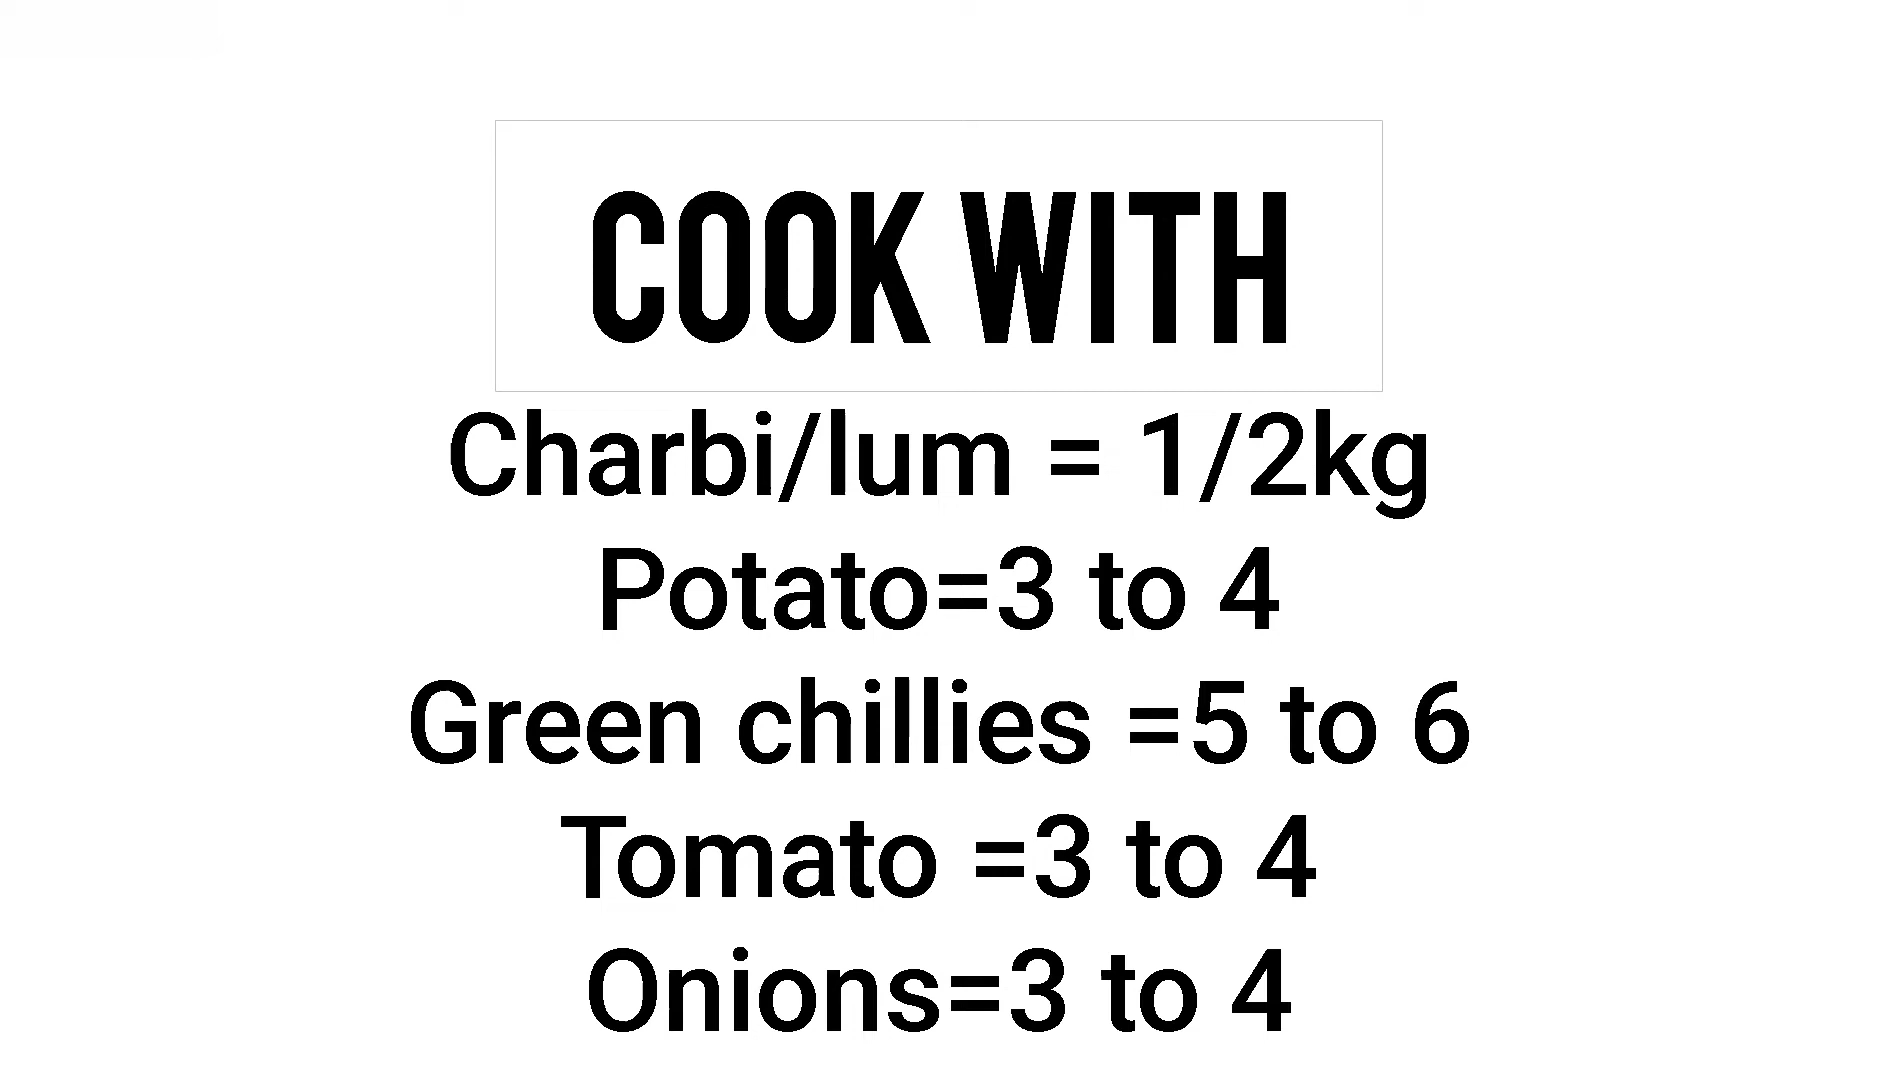 COOK WITH
Charbi/lum = 1/2kg
Potato=3 to 4
Green chillies =5 to 6
Tomato =3 to 4
Onions=3 to 4